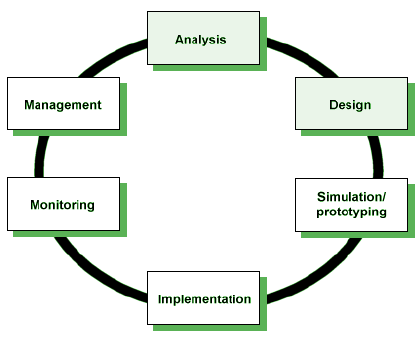 Analysis
Design
Simulation/
prototyping
Implementation
Monitoring
Management